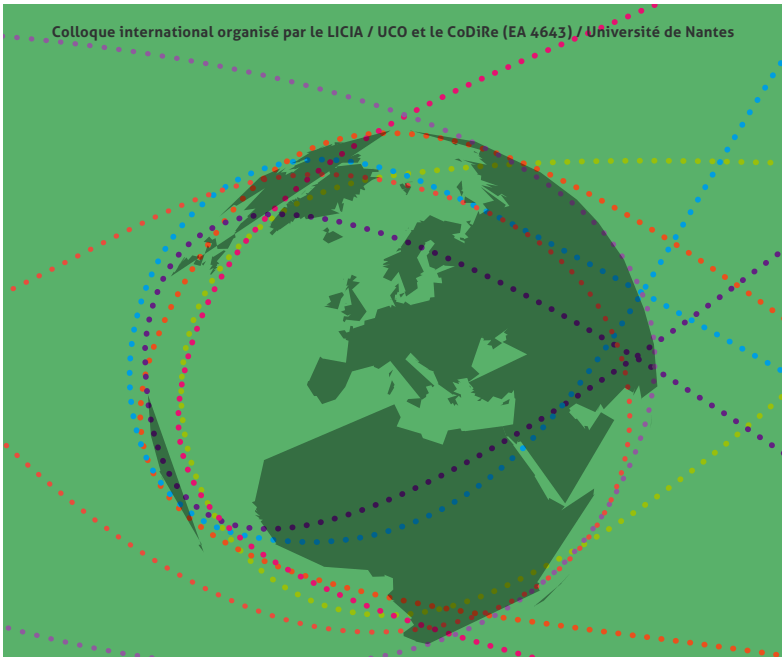 Colloque international organisé par le LICIA / UCO et le CoDiRe (EA 4643) / Université de Nantes